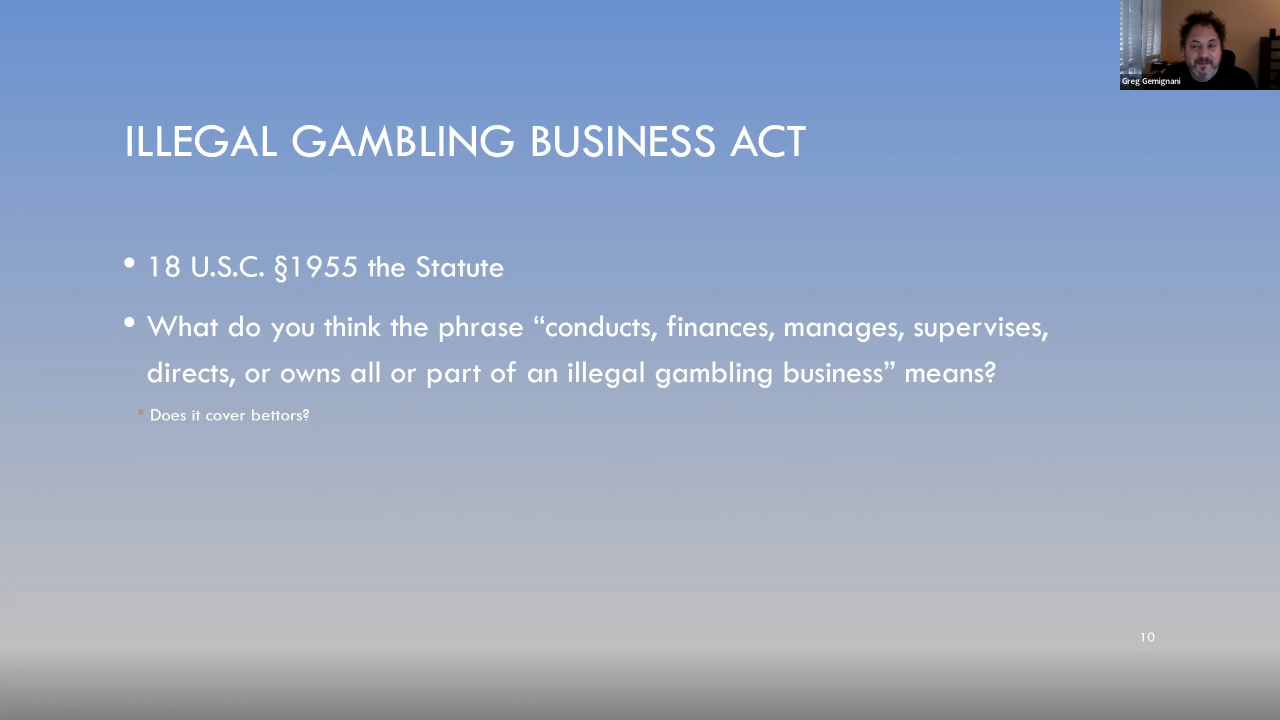 Greg Gemignani
ILLEGAL GAMBLING BUSINESS ACT
• 18 U.S.C. §1955 the Statute
• What do you think the phrase “conducts, finances, manages, supervises,
directs, or owns all or part of an illegal gambling business” means?
• Does it cover bettors?
10